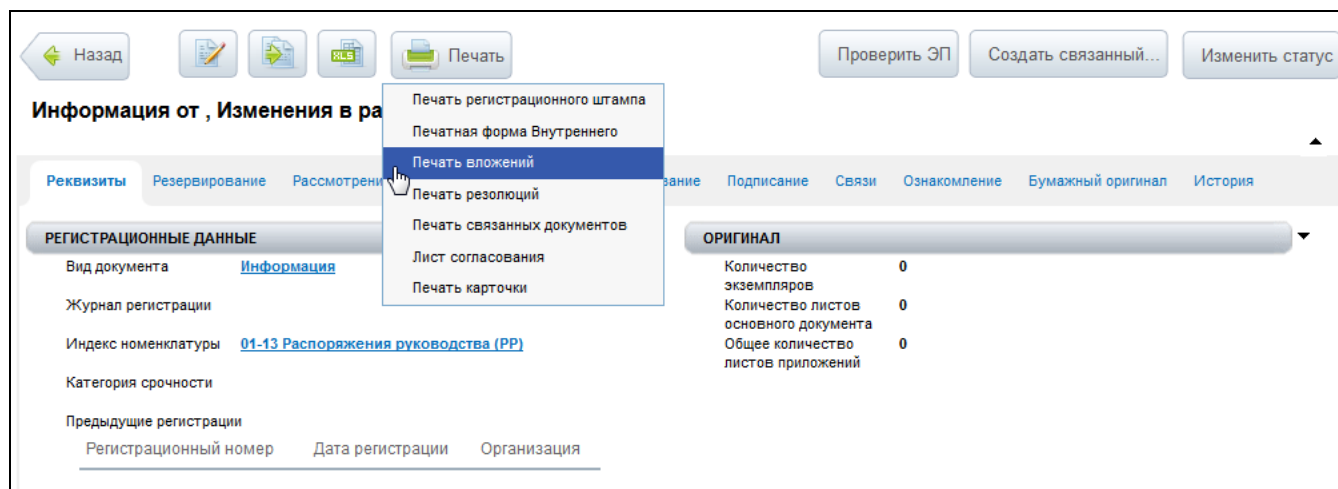 Назад
XLS
Печать
Проверить ЭП
Создать связанный...
Изменить статус
Информация от , Изменения в ра
Печать регистрационного штампа
Печатная форма Внутреннего
Печать вложений
Печать резолюций
Печать связанных документов
Лист согласования
Печать карточки
Реквизиты Резервирование Рассмотрени вание Подписание Связи Ознакомление Бумажный оригинал История
РЕГИСТРАЦИОННЫЕ ДАННЫЕ
Вид документа Информация
Журнал регистрации
Индекс номенклатуры 01-13 Распоряжения руководства (РР)
Категория срочности
Предыдущие регистрации
Регистрационный номер Дата регистрации Организация
ОРИГИНАЛ
Количество 0
экземпляров
Количество листов 0
основного документа
Общее количество 0
листов приложений